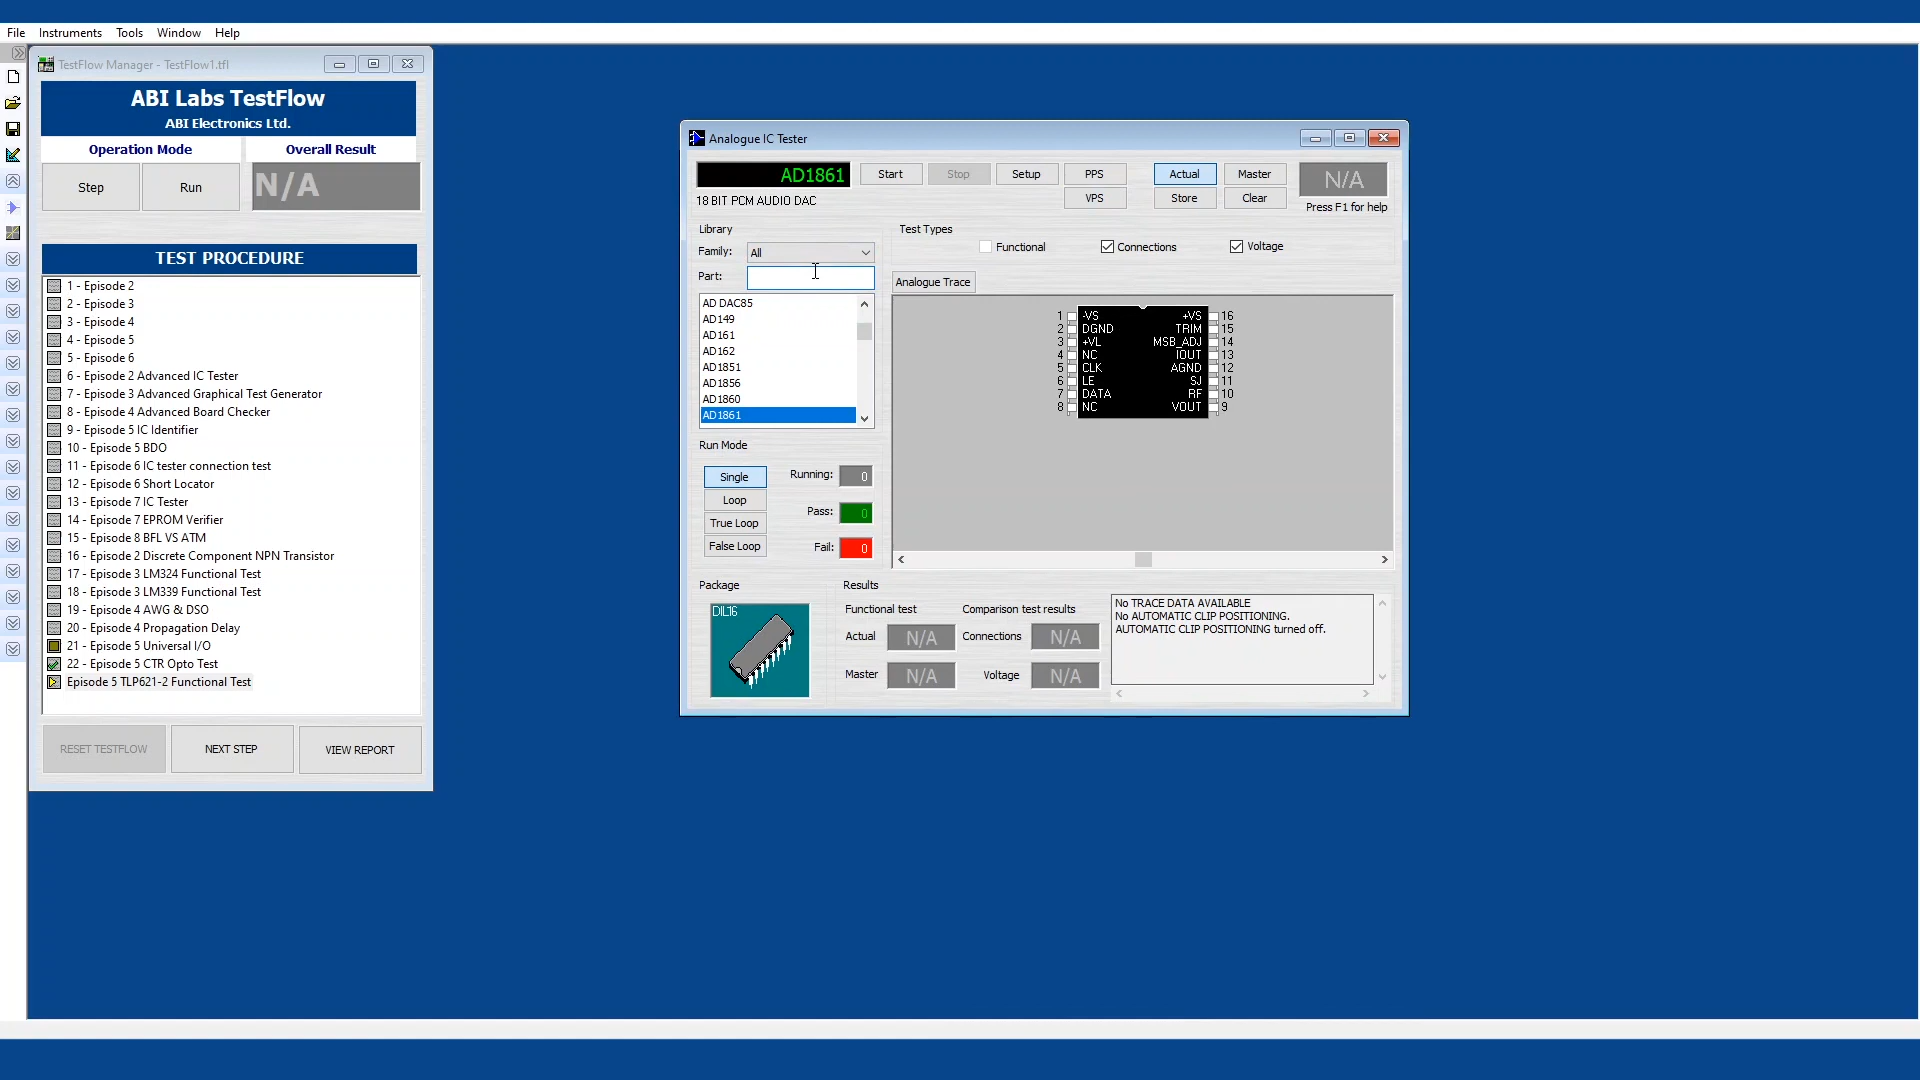 File Instruments Tools Window Help
TestFlow Manager - TestFlow1.tfl
ABI Labs TestFlow
ABI Electronics Ltd.
Operation Mode Overall Result
Step Run N/A
TEST PROCEDURE
1 - Episode 2
2 - Episode 3
3 - Episode 4
4 - Episode 5
5 - Episode 6
6 - Episode 2 Advanced IC Tester
7 - Episode 3 Advanced Graphical Test Generator
8 - Episode 4 Advanced Board Checker
9 - Episode 5 IC Identifier
10 - Episode 5 BDO
11 - Episode 6 IC tester connection test
12 - Episode 6 Short Locator
13 - Episode 7 IC Tester
14 - Episode 7 EPROM Verifier
15 - Episode 8 BFL VS ATM
16 - Episode 2 Discrete Component NPN Transistor
17 - Episode 3 LM324 Functional Test
18 - Episode 3 LM339 Functional Test
19 - Episode 4 AWG & DSO
20 - Episode 4 Propagation Delay
21 - Episode 5 Universal I/O
22 - Episode 5 CTR Opto Test
Episode 5 TLP621-2 Functional Test
RESET TESTFLOW NEXT STEP VIEW REPORT
Analogue IC Tester
AD1861 Start Stop Setup PPS Actual Master N/A
18 BIT PCM AUDIO DAC VPS Store Clear Press F1 for help
Library
Family: All
Part:
AD DAC85
AD149
AD161
AD162
AD1851
AD1856
AD1860
AD1861
Test Types
Functional Connections Voltage
Analogue Trace
1 -VS +VS 16
2 DGND TRIM 15
3 +VL MSB_ADJ 14
4 NC IOUT 13
5 CLK AGND 12
6 LE SJ 11
7 DATA RF 10
8 NC VOUT 9
Run Mode
Single Running: 0
Loop
Pass: 0
True Loop
False Loop Fail: 0
Package
DIL16
Results
Functional test Comparison test results
Actual N/A Connections N/A
Master N/A Voltage N/A
No TRACE DATA AVAILABLE
No AUTOMATIC CLIP POSITIONING.
AUTOMATIC CLIP POSITIONING turned off.